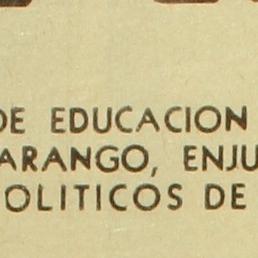 DE EDUCACION
ARANGO, ENJU
OLITICOS DE